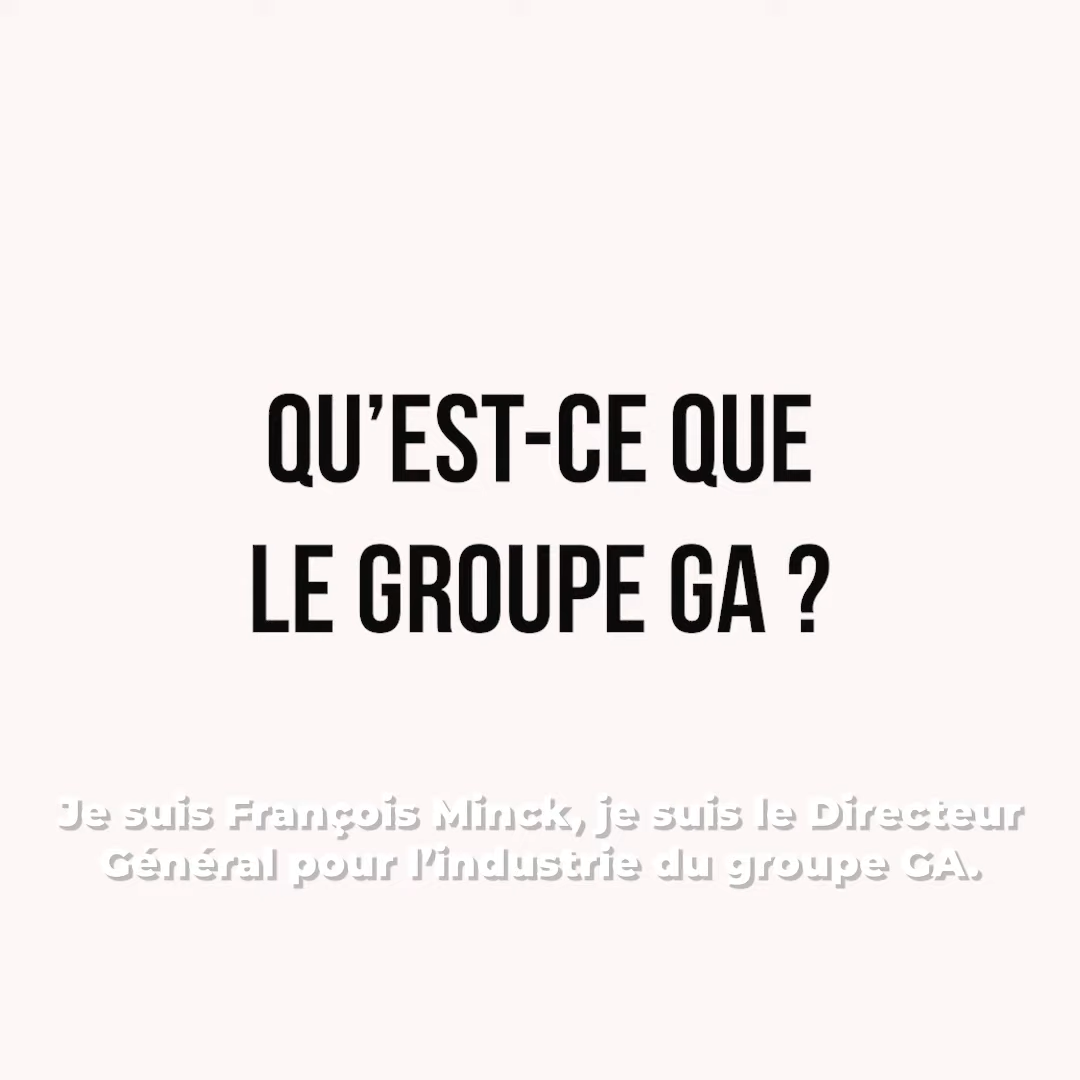 QU’EST-CE QUE
LE GROUPE GA ?
Je suis François Minck, je suis le Directeur
Général pour l’industrie du groupe GA.